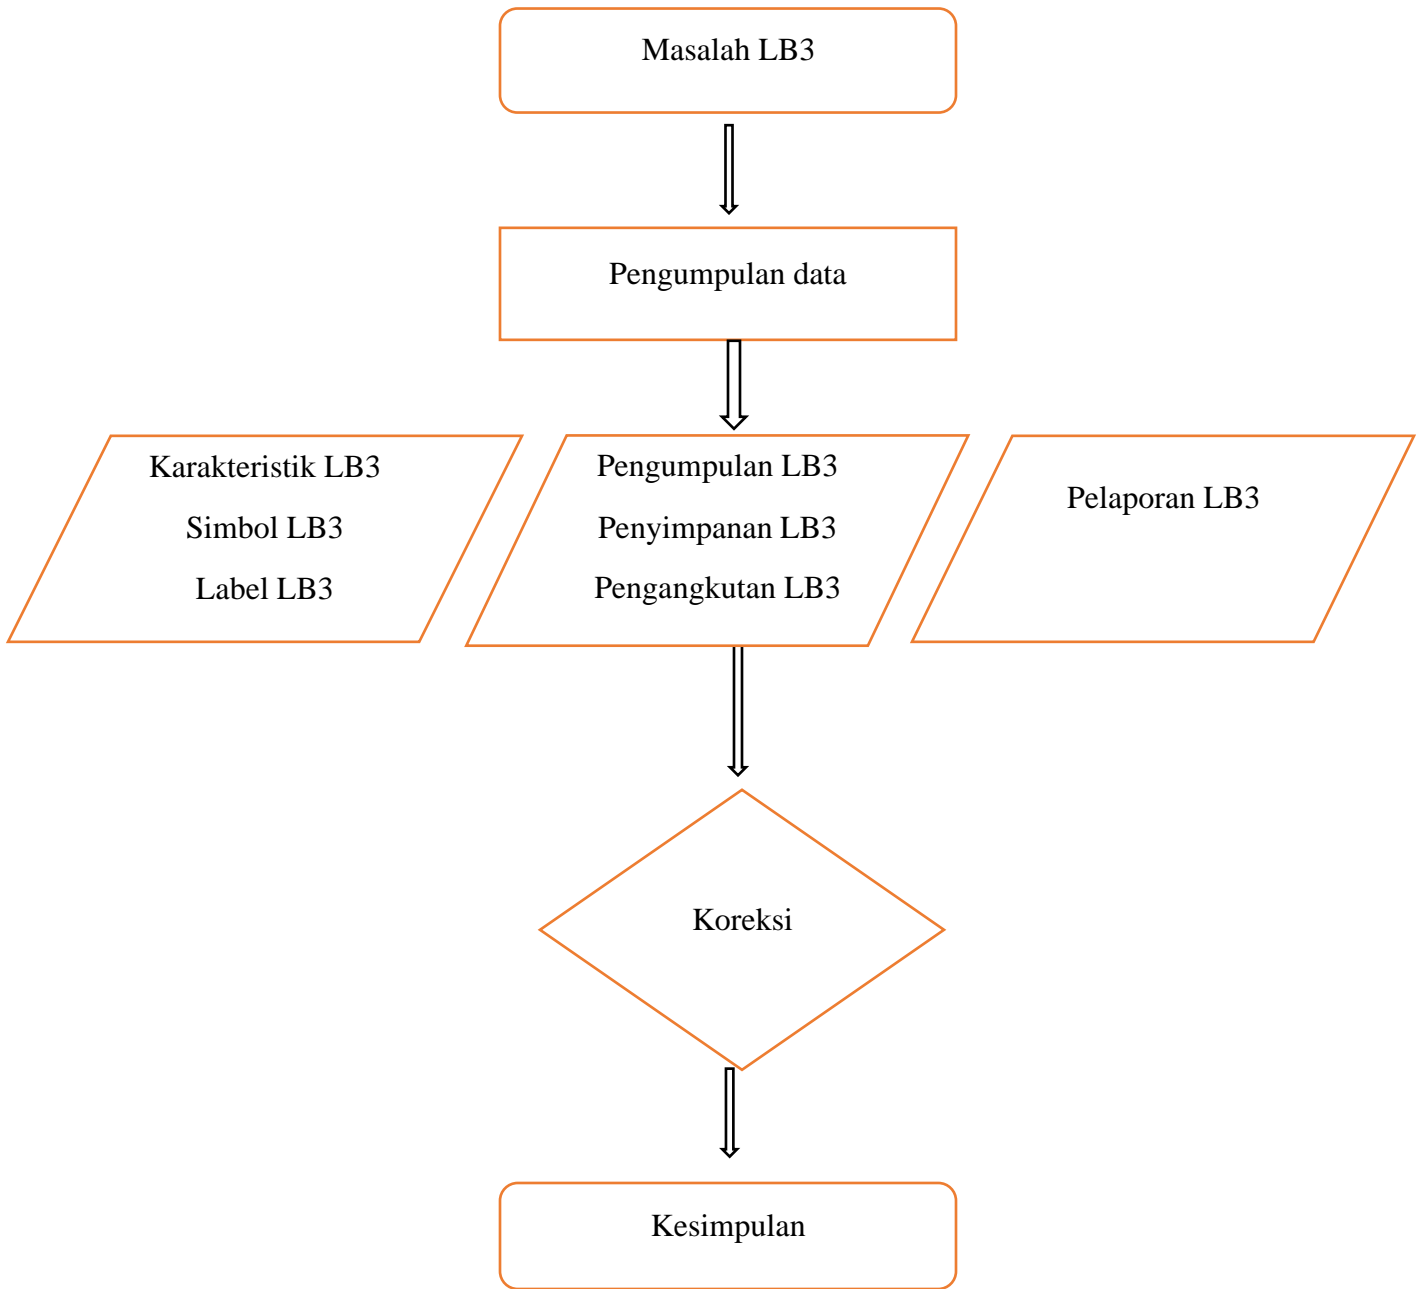 Masalah LB3
Pengumpulan data
Karakteristik LB3
Simbol LB3
Label LB3
Pengumpulan LB3
Penyimpanan LB3
Pengangkutan LB3
Pelaporan LB3
Koreksi
Kesimpulan